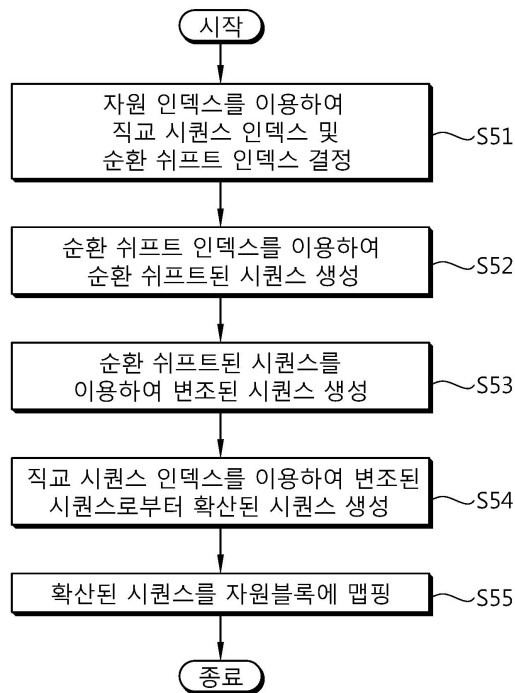 시작
자원 인덱스를 이용하여
직교 시퀀스 인덱스 및
순환 쉬프트 인덱스 결정
S51
순환 쉬프트 인덱스를 이용하여
순환 쉬프트된 시퀀스 생성
S52
순환 쉬프트된 시퀀스를
이용하여 변조된 시퀀스 생성
S53
직교 시퀀스 인덱스를 이용하여 변조된
시퀀스로부터 확산된 시퀀스 생성
S54
확산된 시퀀스를 자원블록에 맵핑
S55
종료